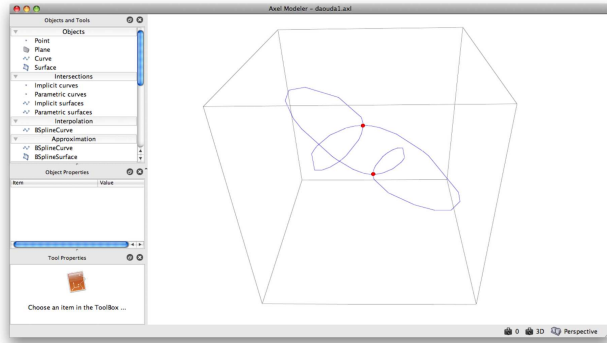 Axel Modeler - daouda1.axl
Objects and Tools
Objects
Point
Plane
Curve
Surface
Intersections
Implicit curves
Parametric curves
Implicit surfaces
Parametric surfaces
Interpolation
BSplineCurve
Approximation
BSplineCurve
BSplineSurface
Object Properties
Item Value
Tool Properties
Choose an item in the ToolBox ...
0 3D Perspective